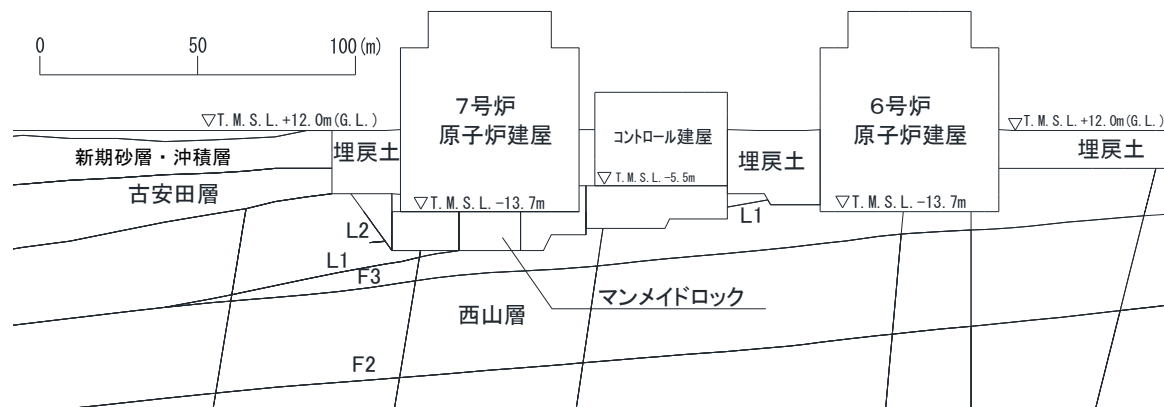 0 50 100(m)
▽T.M.S.L.+12.0m(G.L.)
新期砂層・沖積層
古安田層
埋戻土
7号炉
原子炉建屋
▽T.M.S.L.-13.7m
コントロール建屋
▽T.M.S.L.-5.5m
埋戻土
6号炉
原子炉建屋
▽T.M.S.L.-13.7m
▽T.M.S.L.+12.0m(G.L.)
埋戻土
L1
L2
L1
F3
マンメイドロック
西山層
F2